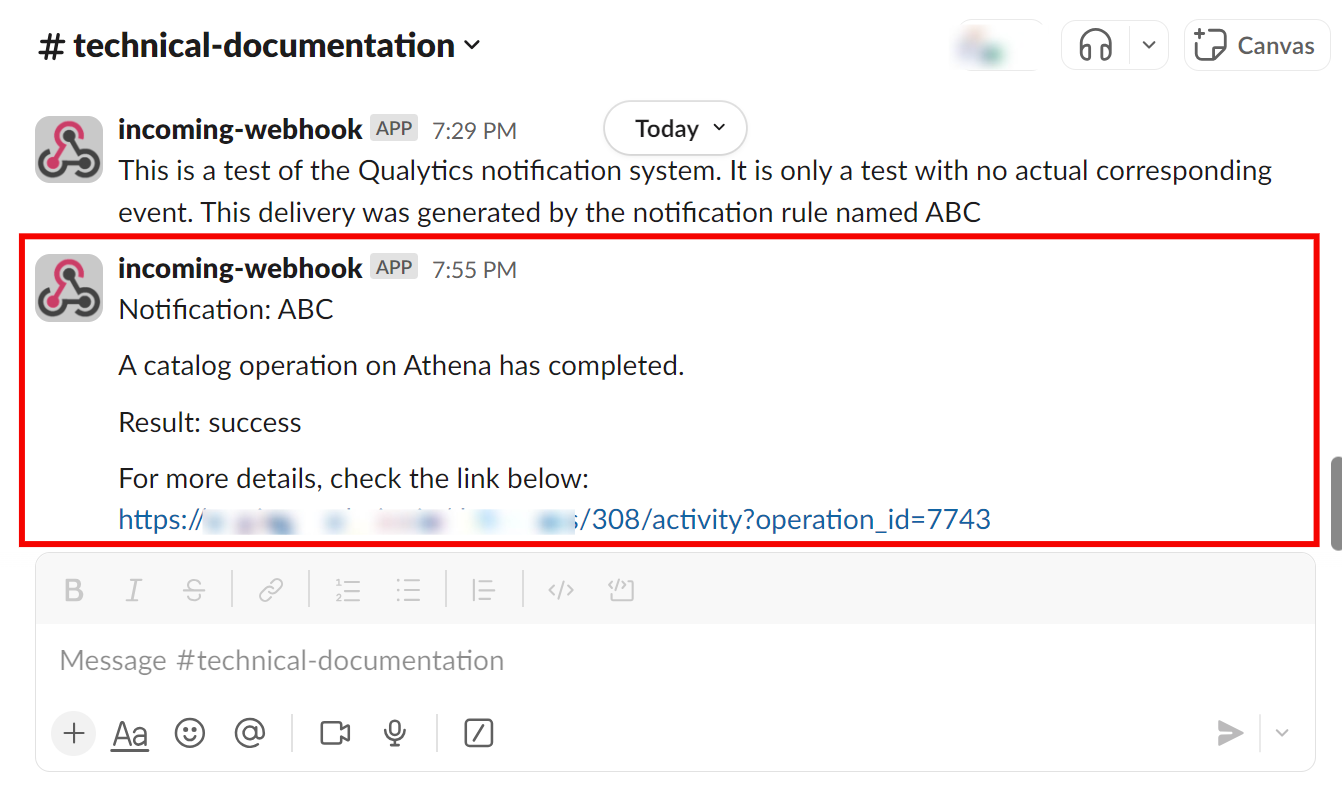 # technical-documentation
Canvas
incoming-webhook APP 7:29 PM
Today
This is a test of the Qualytics notification system. It is only a test with no actual corresponding
event. This delivery was generated by the notification rule named ABC
incoming-webhook APP 7:55 PM
Notification: ABC
A catalog operation on Athena has completed.
Result: success
For more details, check the link below:
https:// s/308/activity?operation_id=7743
B I S
Message #technical-documentation
+ Aa @